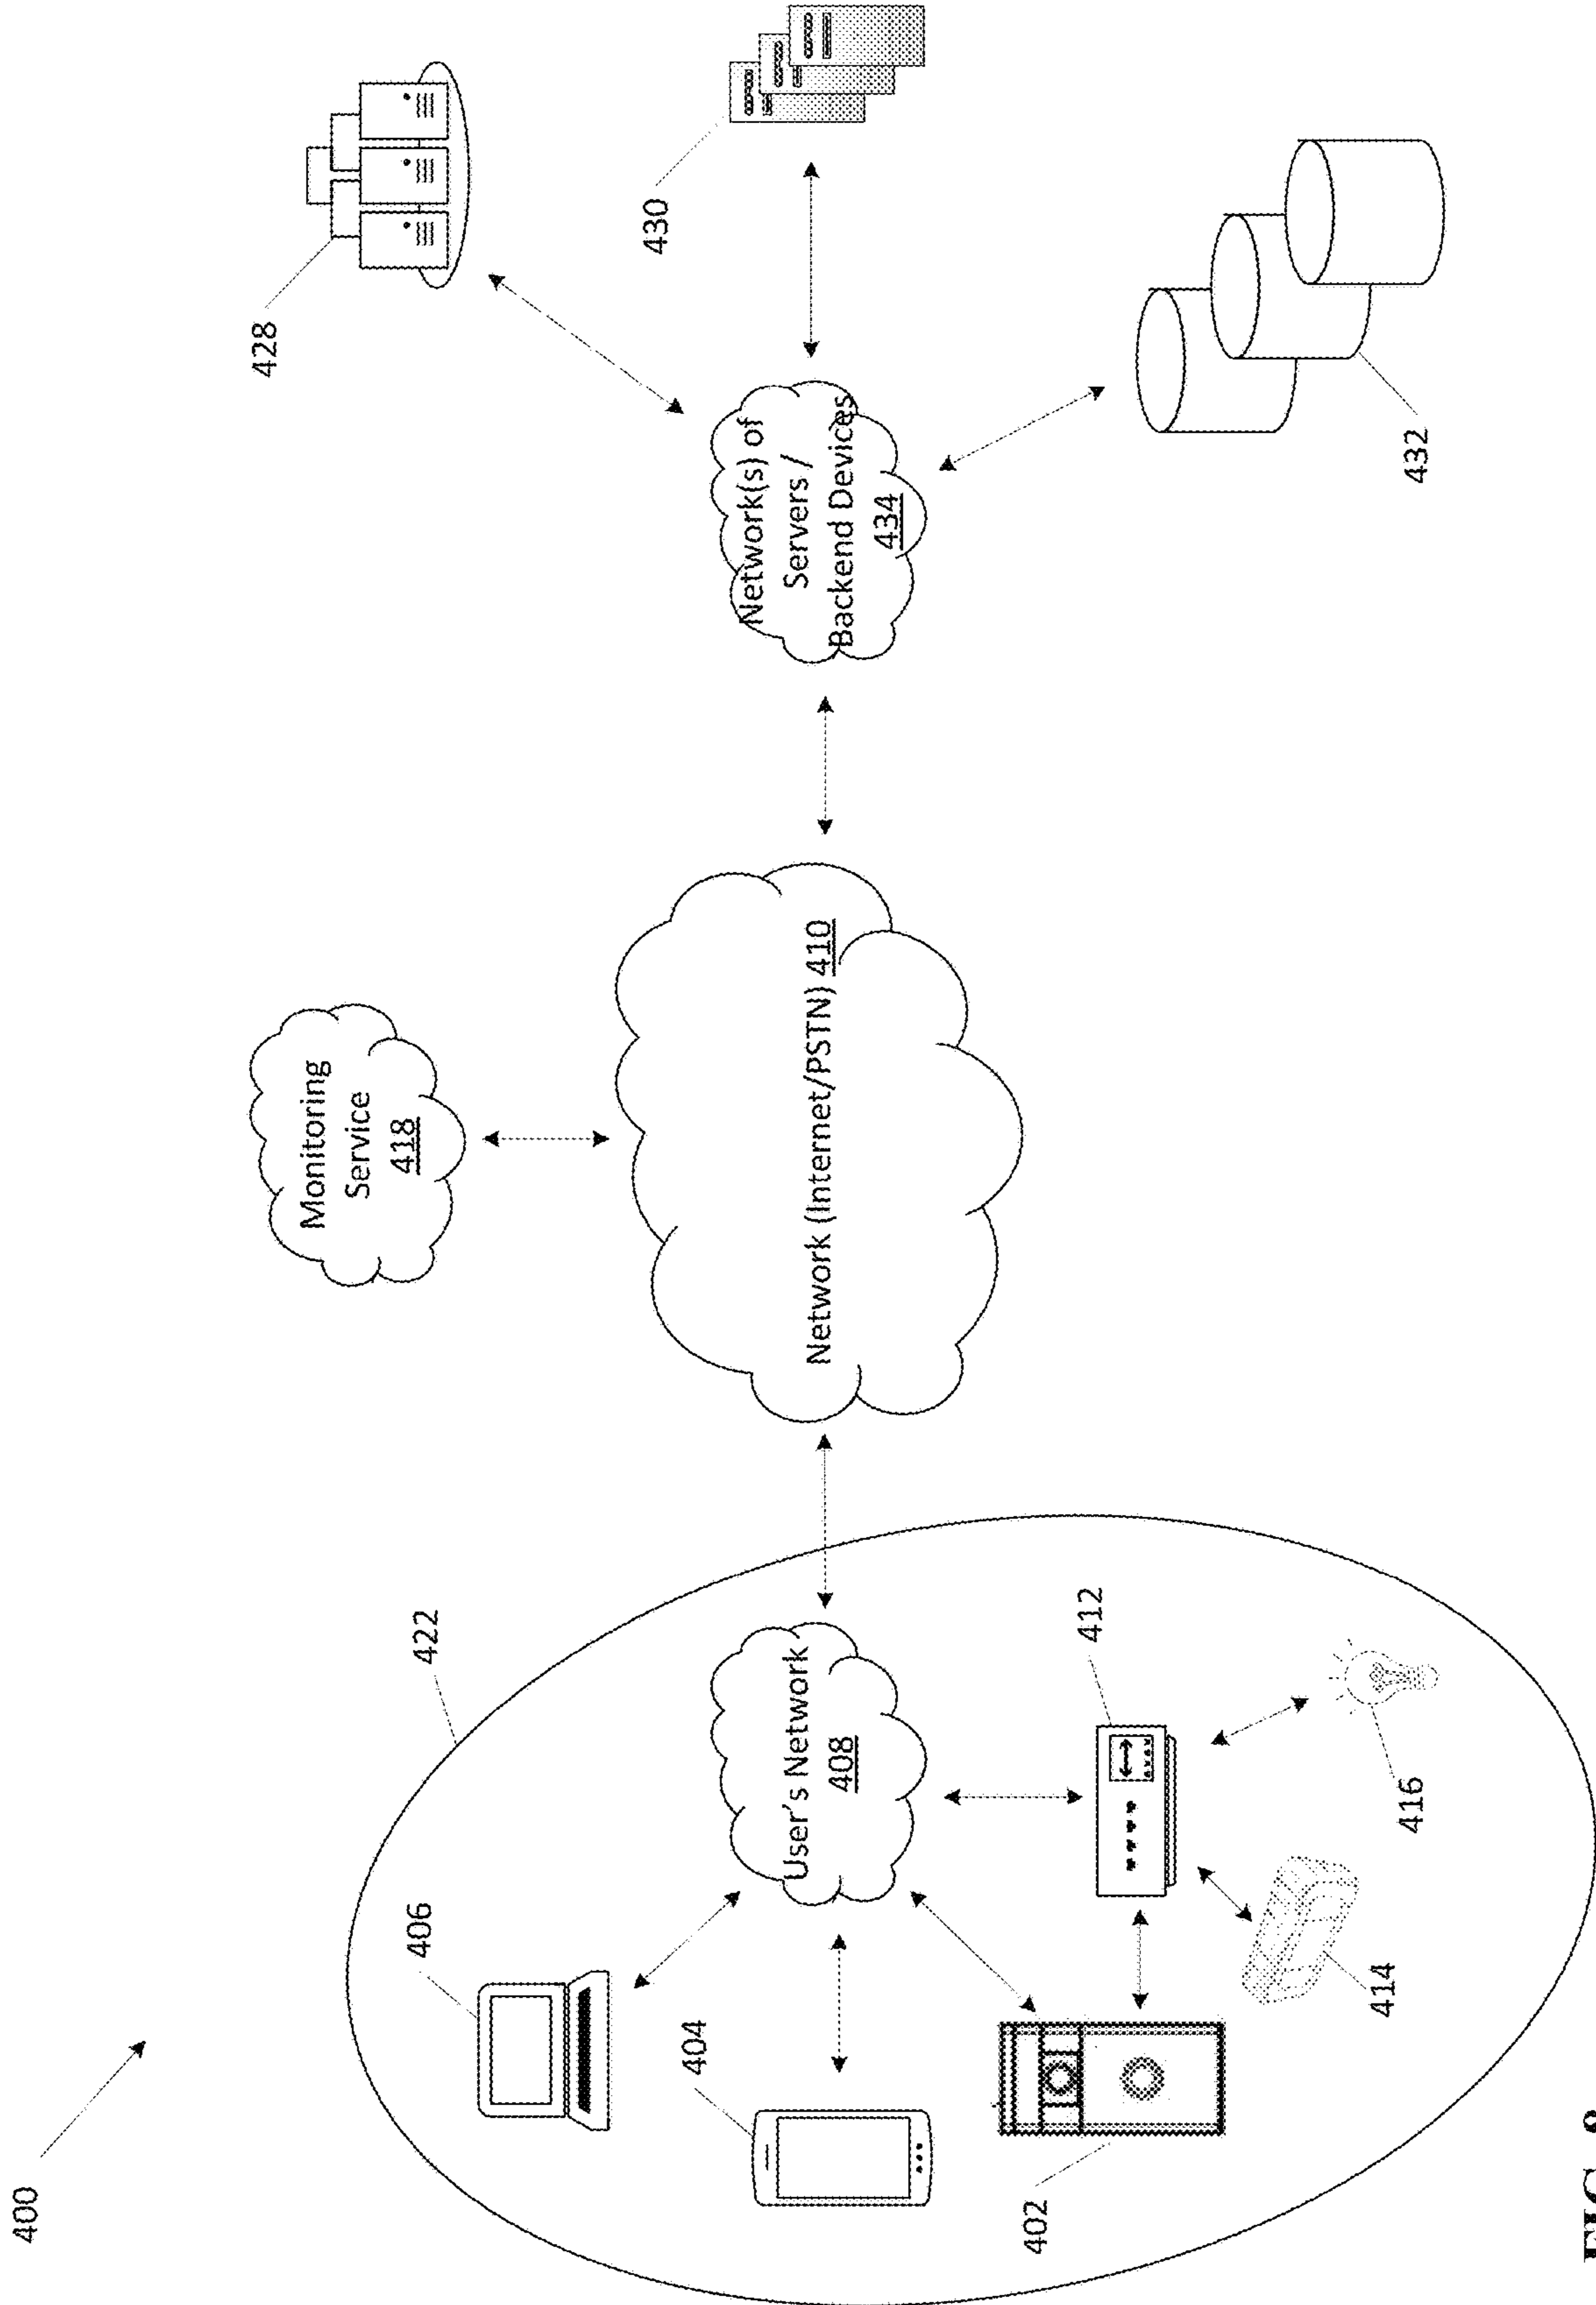 400
428
Monitoring
Service
418
406
422
430
404
Network(s) of
Servers /
Backend Devices
434
User's Network
408
Network (Internet/PSTN) 410
402
412
414
416
432
FIG